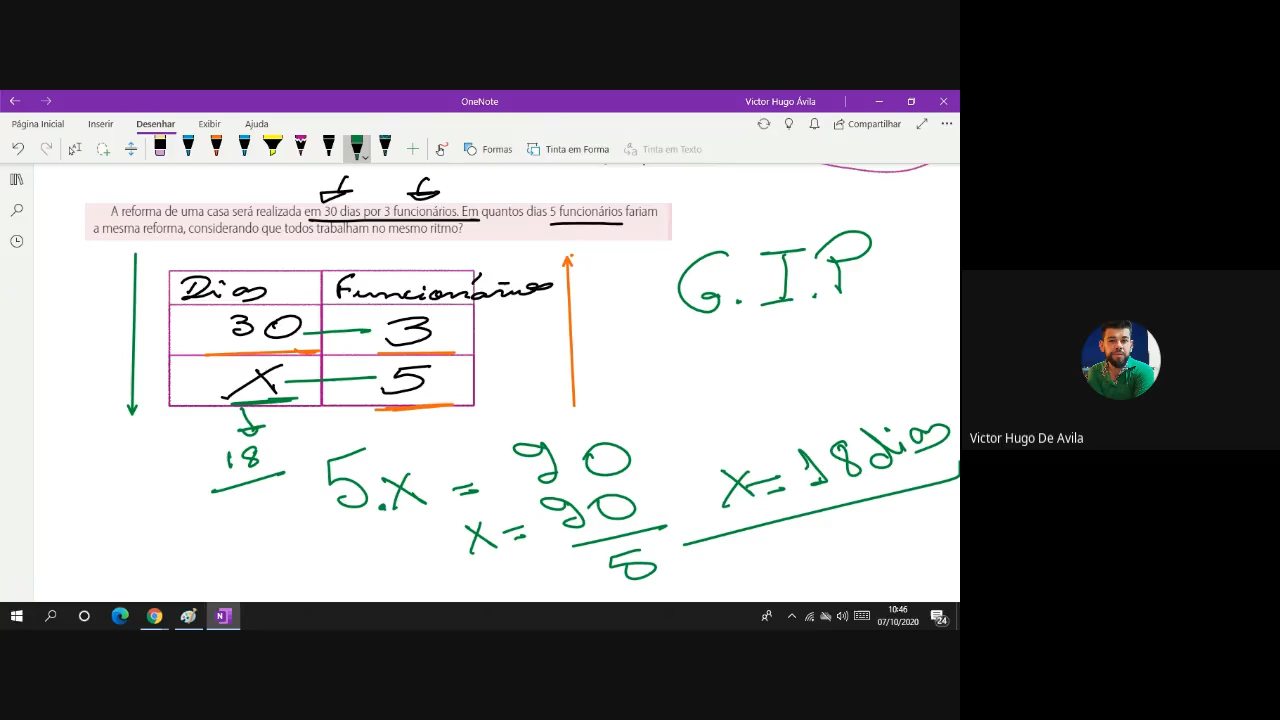 OneNote
Victor Hugo Ávila
Página Inicial Inserir Desenhar Exibir Ajuda
Compartilhar
Formas Tinta em Forma Tinta em Texto
A reforma de uma casa será realizada em 30 dias por 3 funcionários. Em quantos dias 5 funcionários fariam
a mesma reforma, considerando que todos trabalham no mesmo ritmo?
G.I.P
Dias Funcionários
30 3
x 5
18
5.x = 90
x = 90
5
x = 18 dias
Victor Hugo De Avila
10:46
07/10/2020
24